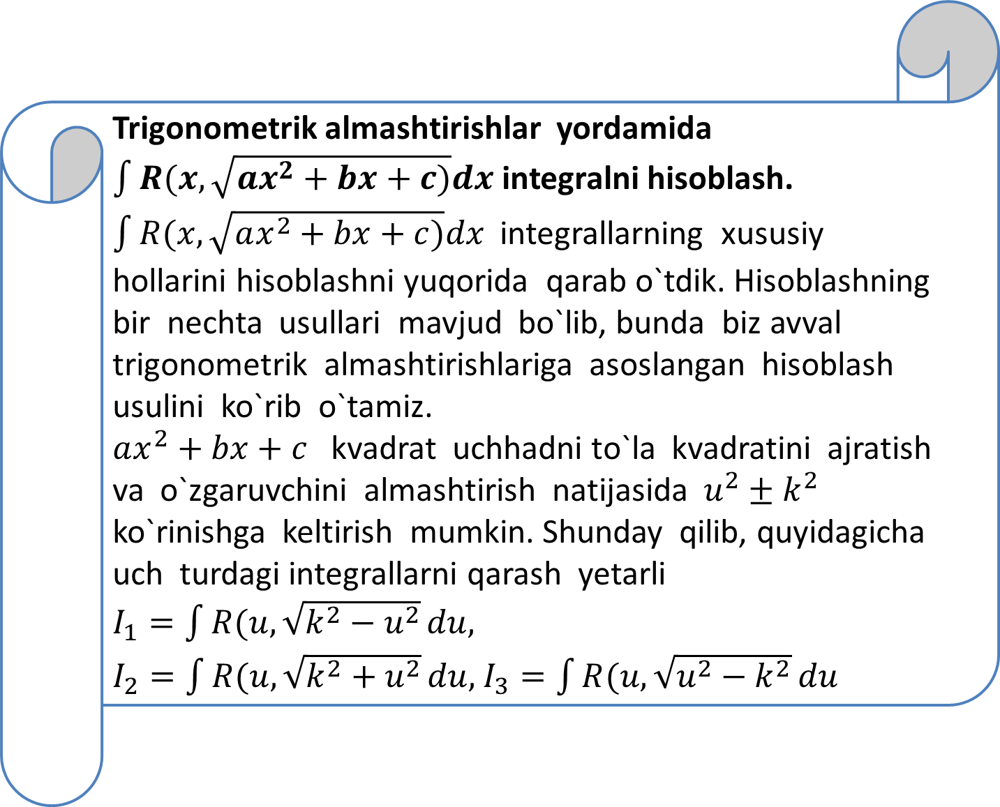 Trigonometrik almashtirishlar yordamida
∫ R(x, √(ax² + bx + c))dx integralni hisoblash.
∫ R(x, √(ax² + bx + c))dx integrallarning xususiy
hollarini hisoblashni yuqorida qarab o`tdik. Hisoblashning
bir nechta usullari mavjud bo`lib, bunda biz avval
trigonometrik almashtirishlariga asoslangan hisoblash
usulini ko`rib o`tamiz.
ax² + bx + c kvadrat uchhadni to`la kvadratini ajratish
va o`zgaruvchini almashtirish natijasida u² ± k²
ko`rinishga keltirish mumkin. Shunday qilib, quyidagicha
uch turdagi integrallarni qarash yetarli
I₁ = ∫ R(u, √(k² − u²) du,
I₂ = ∫ R(u, √(k² + u²) du, I₃ = ∫ R(u, √(u² − k²) du